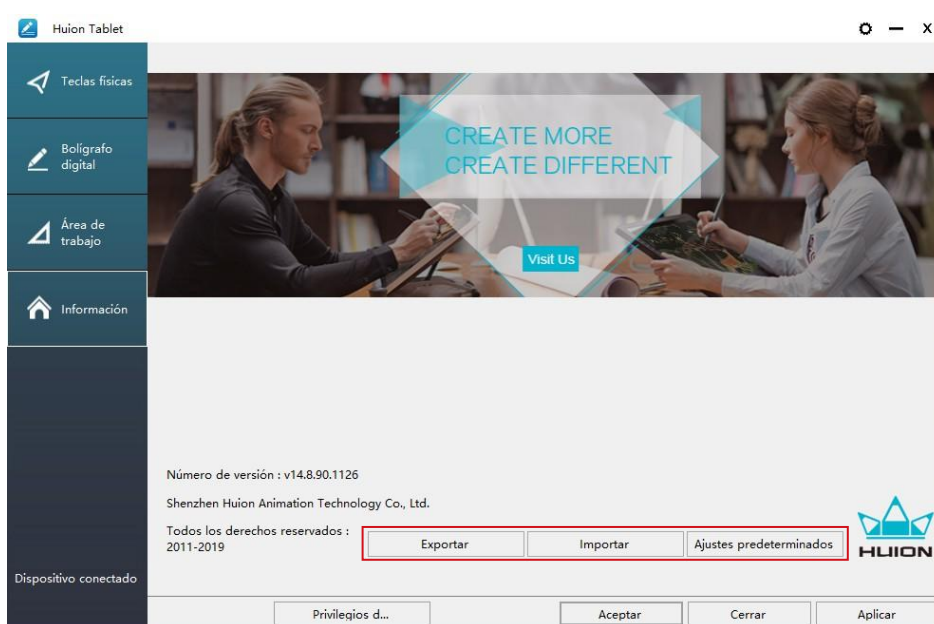 Huion Tablet
X
Teclas físicas
Bolígrafo
digital
Área de
trabajo
Información
CREATE MORE
CREATE DIFFERENT
Visit Us
Número de versión : v14.8.90.1126
Shenzhen Huion Animation Technology Co., Ltd.
Todos los derechos reservados :
2011-2019
Exportar
Importar
Ajustes predeterminados
HUION
Dispositivo conectado
Privilegios d...
Aceptar
Cerrar
Aplicar